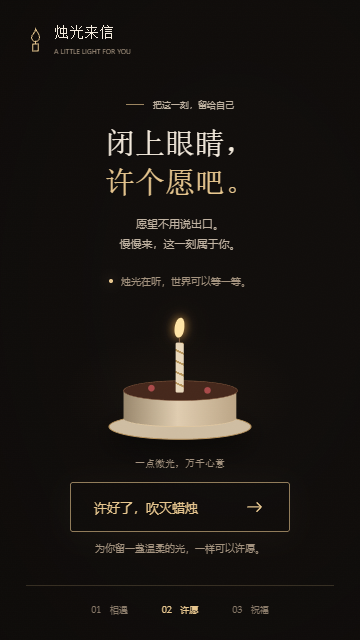 烛光来信
A LITTLE LIGHT FOR YOU
把这一刻，留给自己
闭上眼睛，
许个愿吧。
愿望不用说出口。
慢慢来，这一刻属于你。
烛光在听，世界可以等一等。
一点微光，万千心意
许好了，吹灭蜡烛 →
为你留一盏温柔的光，一样可以许愿。
01 相遇 02 许愿 03 祝福